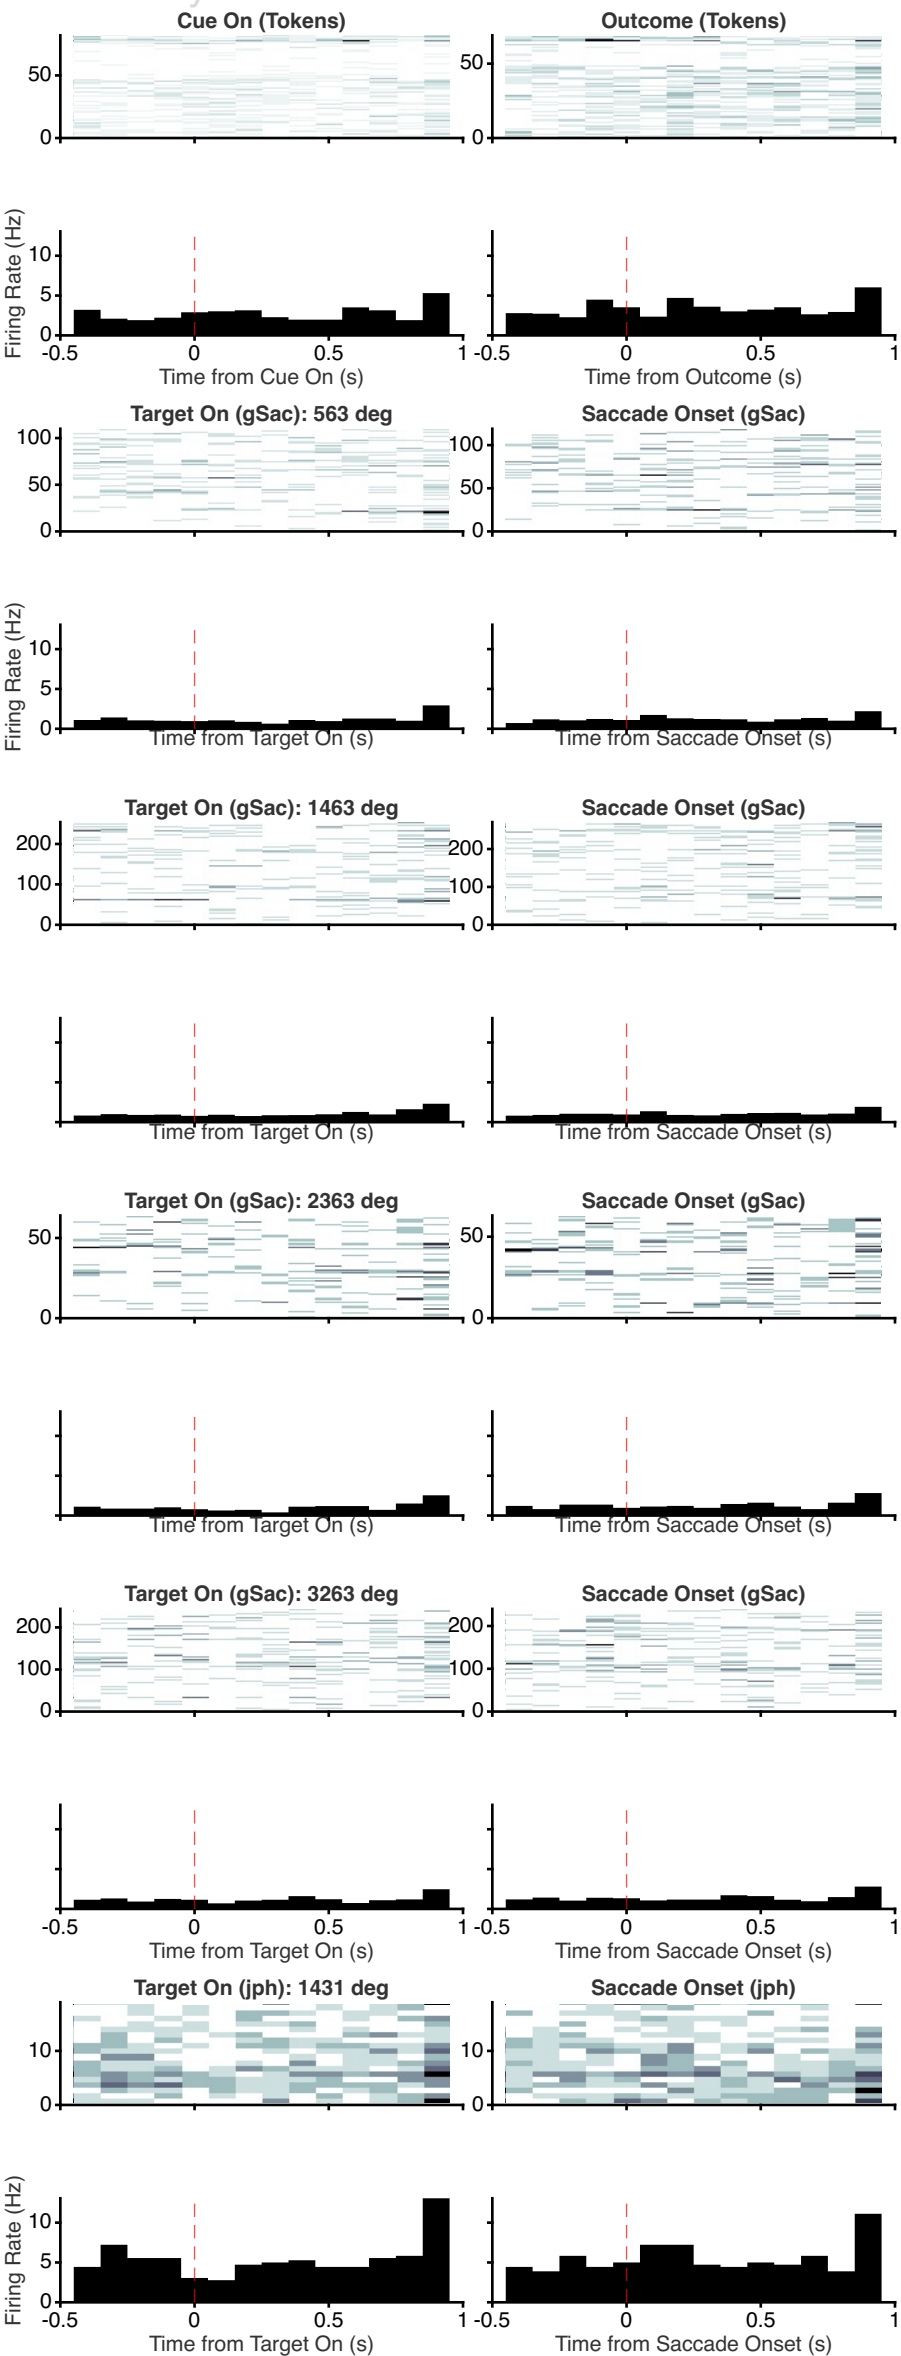 Cue On (Tokens)
Outcome (Tokens)
50
0
50
0
Firing Rate (Hz)
10
5
0
-0.5 0 0.5 1
-0.5 0 0.5 1
Time from Cue On (s)
Time from Outcome (s)
Target On (gSac): 563 deg
Saccade Onset (gSac)
100
50
0
100
50
0
Firing Rate (Hz)
10
5
0
Time from Target On (s)
Time from Saccade Onset (s)
Target On (gSac): 1463 deg
Saccade Onset (gSac)
200
100
0
200
100
0
Time from Target On (s)
Time from Saccade Onset (s)
Target On (gSac): 2363 deg
Saccade Onset (gSac)
50
0
50
0
Time from Target On (s)
Time from Saccade Onset (s)
Target On (gSac): 3263 deg
Saccade Onset (gSac)
200
100
0
200
100
0
-0.5 0 0.5 1
-0.5 0 0.5 1
Time from Target On (s)
Time from Saccade Onset (s)
Target On (jph): 1431 deg
Saccade Onset (jph)
10
0
10
0
Firing Rate (Hz)
10
5
0
-0.5 0 0.5 1
-0.5 0 0.5 1
Time from Target On (s)
Time from Saccade Onset (s)